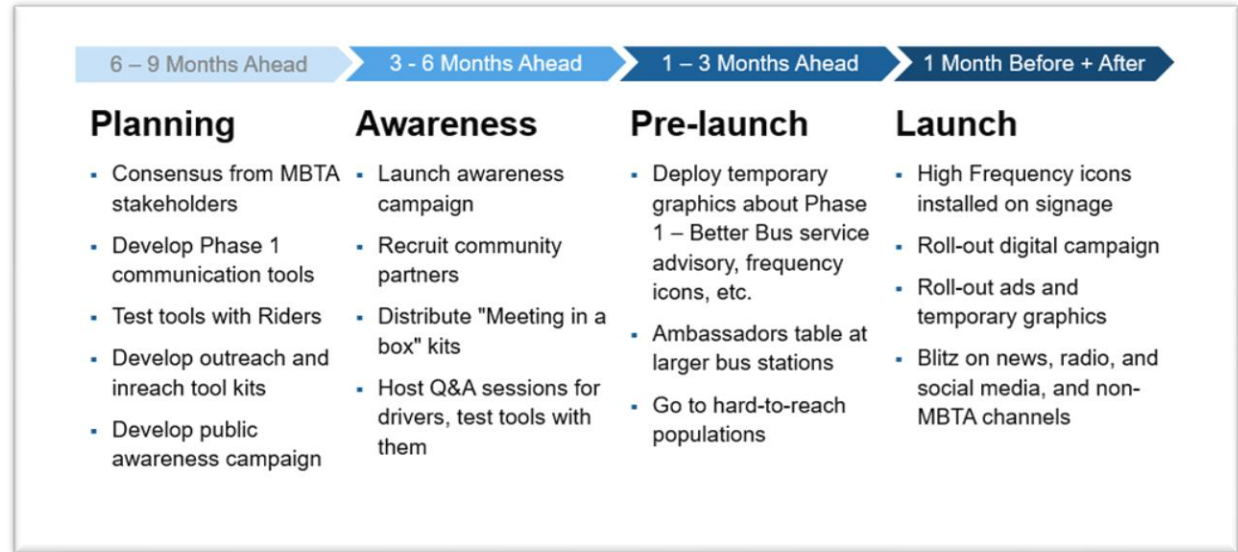 6 – 9 Months Ahead
3 - 6 Months Ahead
1 – 3 Months Ahead
1 Month Before + After
Planning
▪ Consensus from MBTA
stakeholders
▪ Develop Phase 1
communication tools
▪ Test tools with Riders
▪ Develop outreach and
inreach tool kits
▪ Develop public
awareness campaign
Awareness
▪ Launch awareness
campaign
▪ Recruit community
partners
▪ Distribute "Meeting in a
box" kits
▪ Host Q&A sessions for
drivers, test tools with
them
Pre-launch
▪ Deploy temporary
graphics about Phase
1 – Better Bus service
advisory, frequency
icons, etc.
▪ Ambassadors table at
larger bus stations
▪ Go to hard-to-reach
populations
Launch
▪ High Frequency icons
installed on signage
▪ Roll-out digital campaign
▪ Roll-out ads and
temporary graphics
▪ Blitz on news, radio, and
social media, and non-
MBTA channels